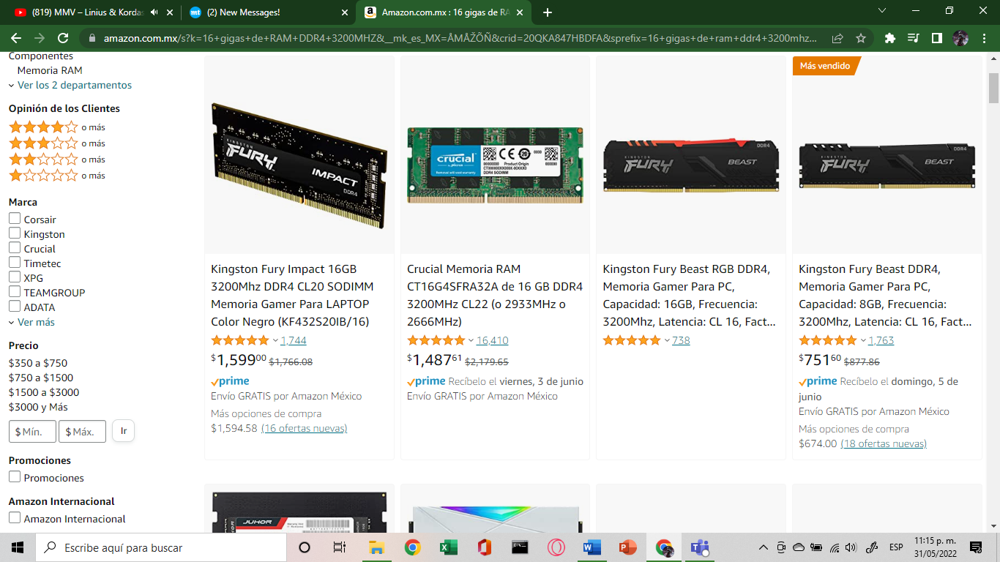 (819) MMV – Linius & Kordas
(2) New Messages!
Amazon.com.mx : 16 gigas de RA
amazon.com.mx/s?k=16+gigas+de+RAM+DDR4+3200MHZ&__mk_es_MX=ÅMÅŽÕÑ&crid=20QKA847HBDFA&sprefix=16+gigas+de+ram+ddr4+3200mhz...
Componentes
Memoria RAM
Ver los 2 departamentos
Opinión de los Clientes
o más
o más
o más
o más
Marca
Corsair
Kingston
Crucial
Timetec
XPG
TEAMGROUP
ADATA
Ver más
Precio
$350 a $750
$750 a $1500
$1500 a $3000
$3000 y Más
$ Mín.
$ Máx.
Ir
Promociones
Promociones
Amazon Internacional
Amazon Internacional
KINGSTON
FURY
IMPACT
DDR4
Kingston Fury Impact 16GB
3200Mhz DDR4 CL20 SODIMM
Memoria Gamer Para LAPTOP
Color Negro (KF432S20IB/16)
1,744
$1,59900 $1,766.08
prime
Envío GRATIS por Amazon México
Más opciones de compra
$1,594.58 (16 ofertas nuevas)
crucial
by Micron
DDR4 SODIMM
Crucial Memoria RAM
CT16G4SFRA32A de 16 GB DDR4
3200MHz CL22 (o 2933MHz o
2666MHz)
16,410
$1,48761 $2,179.65
prime Recíbelo el viernes, 3 de junio
Envío GRATIS por Amazon México
DDR4
KINGSTON
FURY
BEAST
Kingston Fury Beast RGB DDR4,
Memoria Gamer Para PC,
Capacidad: 16GB, Frecuencia:
3200Mhz, Latencia: CL 16, Fact...
738
Más vendido
DDR4
KINGSTON
FURY
BEAST
Kingston Fury Beast DDR4,
Memoria Gamer Para PC,
Capacidad: 8GB, Frecuencia:
3200Mhz, Latencia: CL 16, Fact...
1,763
$75160 $877.86
prime Recíbelo el domingo, 5 de
junio
Envío GRATIS por Amazon México
Más opciones de compra
$674.00 (18 ofertas nuevas)
JUHOR
Escribe aquí para buscar
ESP
11:15 p. m.
31/05/2022